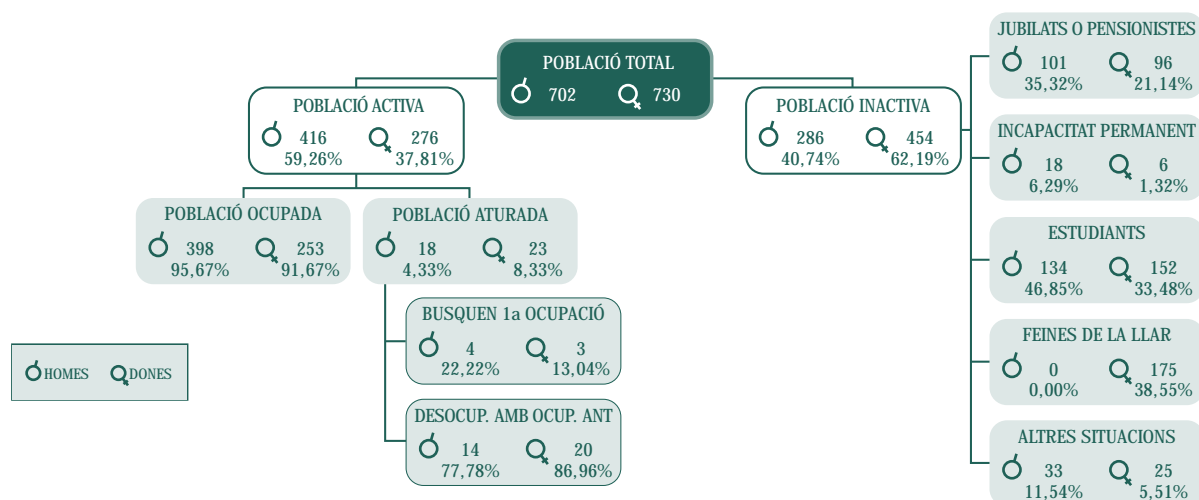 POBLACIÓ TOTAL
702 730
POBLACIÓ ACTIVA
416 276
59,26% 37,81%
POBLACIÓ OCUPADA
398 253
95,67% 91,67%
POBLACIÓ ATURADA
18 23
4,33% 8,33%
BUSQUEN 1a OCUPACIÓ
4 3
22,22% 13,04%
DESOCUP. AMB OCUP. ANT
14 20
77,78% 86,96%
POBLACIÓ INACTIVA
286 454
40,74% 62,19%
JUBILATS O PENSIONISTES
101 96
35,32% 21,14%
INCAPACITAT PERMANENT
18 6
6,29% 1,32%
ESTUDIANTS
134 152
46,85% 33,48%
FEINES DE LA LLAR
0 175
0,00% 38,55%
ALTRES SITUACIONS
33 25
11,54% 5,51%
HOMES DONES